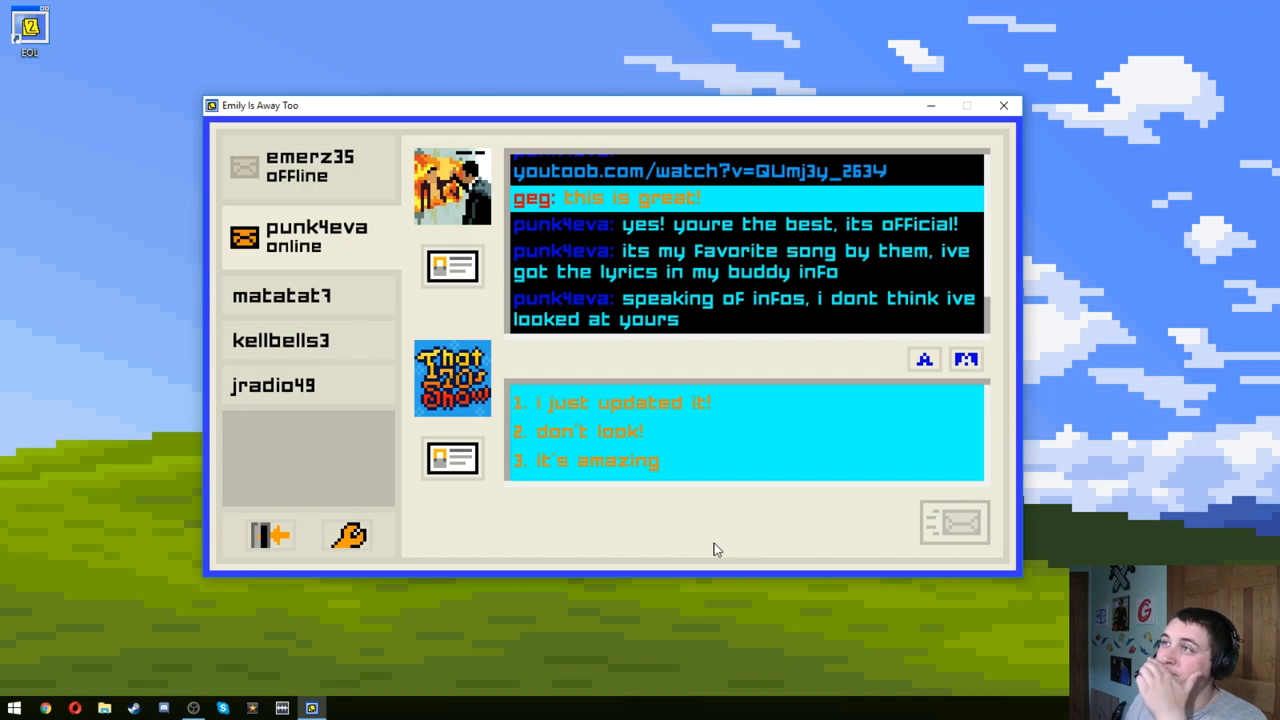 EOL
Emily Is Away Too
emerz35
offline
punk4eva
online
matatat7
kellbells3
jradio49
youtoob.com/watch?v=QUmj3y_2634
geg: this is great!
punk4eva: yes! youre the best, its official!
punk4eva: its my favorite song by them, ive
got the lyrics in my buddy info
punk4eva: speaking of infos, i dont think ive
looked at yours
That
70s
Show
A
1. i just updated it!
2. don't look!
3. it's amazing